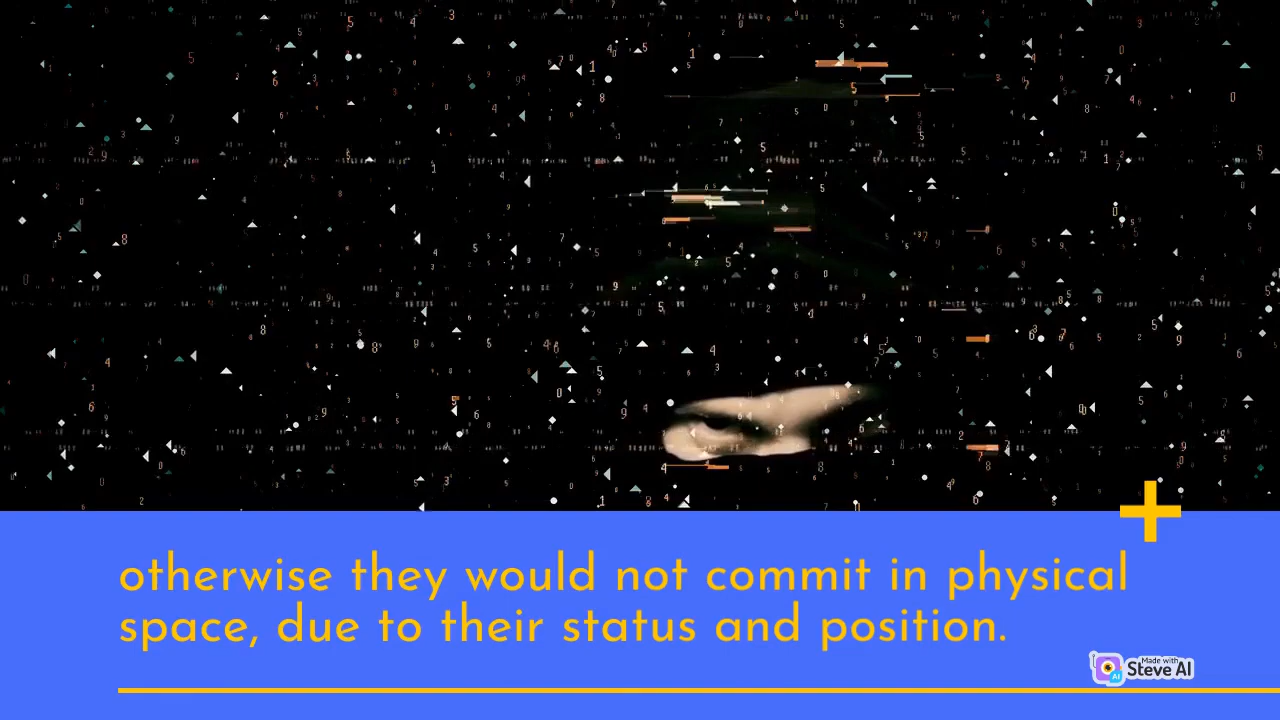 otherwise they would not commit in physical
space, due to their status and position.
Made with
Steve AI